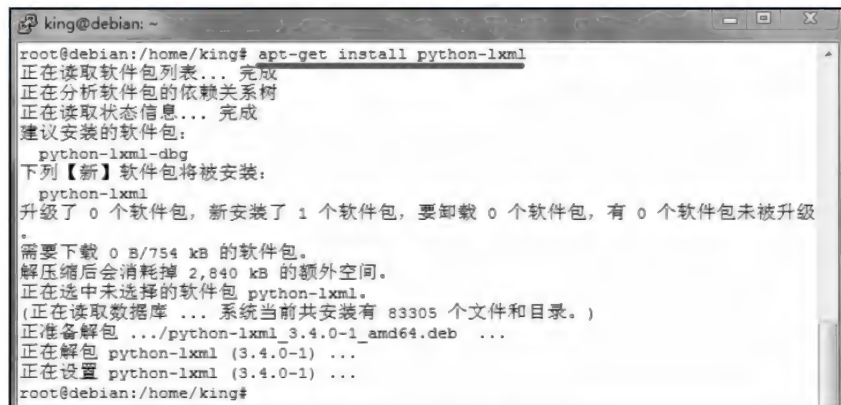 king@debian: ~
root@debian:/home/king# apt-get install python-lxml
正在读取软件包列表... 完成
正在分析软件包的依赖关系树
正在读取状态信息... 完成
建议安装的软件包:
python-lxml-dbg
下列【新】软件包将被安装:
python-lxml
升级了 0 个软件包, 新安装了 1 个软件包, 要卸载 0 个软件包, 有 0 个软件包未被升级
。
需要下载 0 B/754 kB 的软件包。
解压缩后会消耗掉 2,840 kB 的额外空间。
正在选中未选择的软件包 python-lxml。
(正在读取数据库 ... 系统当前共安装有 83305 个文件和目录。)
正准备解包 .../python-lxml_3.4.0-1_amd64.deb ...
正在解包 python-lxml (3.4.0-1) ...
正在设置 python-lxml (3.4.0-1) ...
root@debian:/home/king#